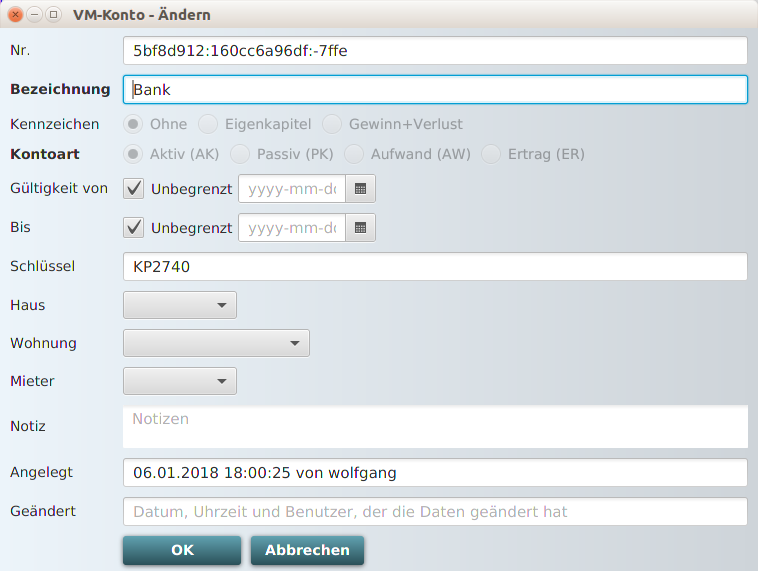 VM-Konto - Ändern
Nr. 5bf8d912:160cc6a96df:-7ffe
Bezeichnung Bank
Kennzeichen Ohne Eigenkapitel Gewinn+Verlust
Kontoart Aktiv (AK) Passiv (PK) Aufwand (AW) Ertrag (ER)
Gültigkeit von Unbegrenzt yyyy-mm-dd
Bis Unbegrenzt yyyy-mm-dd
Schlüssel KP2740
Haus
Wohnung
Mieter
Notiz Notizen
Angelegt 06.01.2018 18:00:25 von wolfgang
Geändert Datum, Uhrzeit und Benutzer, der die Daten geändert hat
OK Abbrechen